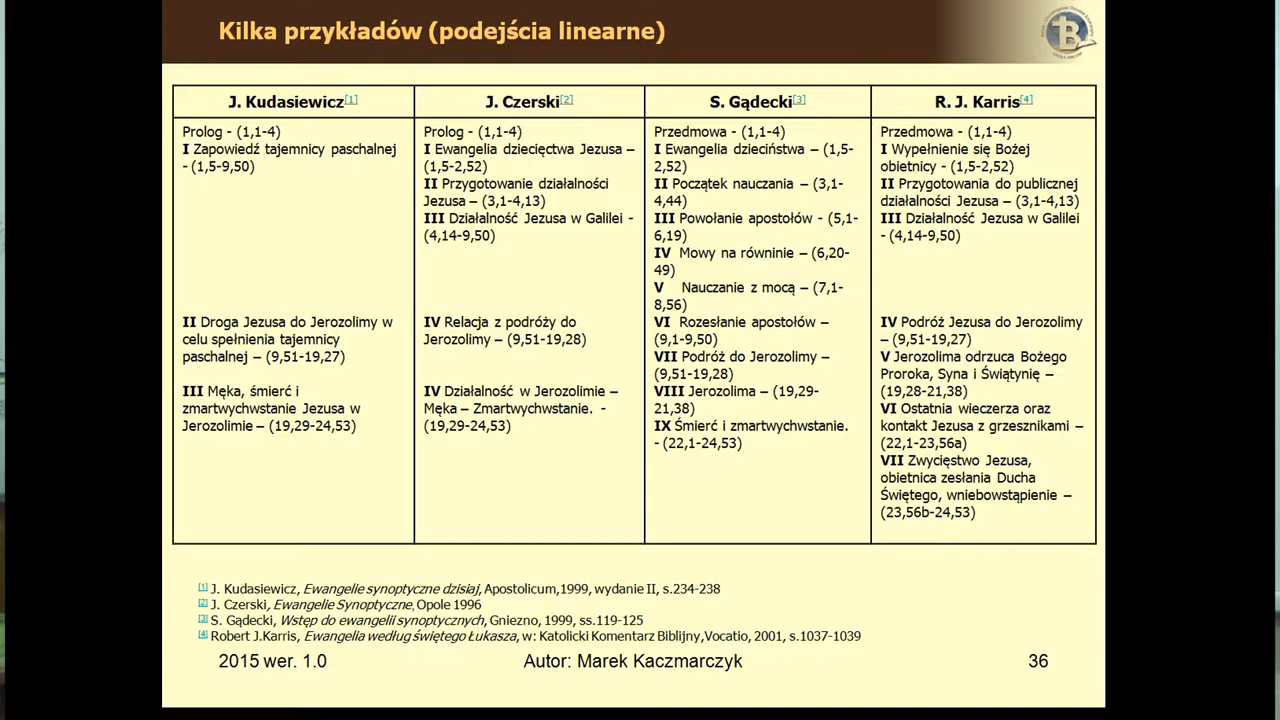 Kilka przykładów (podejścia linearne)
J. Kudasiewicz[1]
Prolog - (1,1-4)
I Zapowiedź tajemnicy paschalnej
- (1,5-9,50)
II Droga Jezusa do Jerozolimy w
celu spełnienia tajemnicy
paschalnej – (9,51-19,27)
III Męka, śmierć i
zmartwychwstanie Jezusa w
Jerozolimie – (19,29-24,53)
J. Czerski[2]
Prolog - (1,1-4)
I Ewangelia dziecięctwa Jezusa –
(1,5-2,52)
II Przygotowanie działalności
Jezusa – (3,1-4,13)
III Działalność Jezusa w Galilei -
(4,14-9,50)
IV Relacja z podróży do
Jerozolimy – (9,51-19,28)
IV Działalność w Jerozolimie –
Męka – Zmartwychwstanie. -
(19,29-24,53)
S. Gądecki[3]
Przedmowa - (1,1-4)
I Ewangelia dzieciństwa – (1,5-
2,52)
II Początek nauczania – (3,1-
4,44)
III Powołanie apostołów - (5,1-
6,19)
IV Mowy na równinie – (6,20-
49)
V Nauczanie z mocą – (7,1-
8,56)
VI Rozesłanie apostołów –
(9,1-9,50)
VII Podróż do Jerozolimy –
(9,51-19,28)
VIII Jerozolima – (19,29-
21,38)
IX Śmierć i zmartwychwstanie.
- (22,1-24,53)
R. J. Karris[4]
Przedmowa - (1,1-4)
I Wypełnienie się Bożej
obietnicy - (1,5-2,52)
II Przygotowania do publicznej
działalności Jezusa – (3,1-4,13)
III Działalność Jezusa w Galilei
- (4,14-9,50)
IV Podróż Jezusa do Jerozolimy
– (9,51-19,27)
V Jerozolima odrzuca Bożego
Proroka, Syna i Świątynię –
(19,28-21,38)
VI Ostatnia wieczerza oraz
kontakt Jezusa z grzesznikami –
(22,1-23,56a)
VII Zwycięstwo Jezusa,
obietnica zesłania Ducha
Świętego, wniebowstąpienie –
(23,56b-24,53)
[1] J. Kudasiewicz, Ewangelie synoptyczne dzisiaj, Apostolicum,1999, wydanie II, s.234-238
[2] J. Czerski, Ewangelie Synoptyczne, Opole 1996
[3] S. Gądecki, Wstęp do ewangelii synoptycznych, Gniezno, 1999, ss.119-125
[4] Robert J.Karris, Ewangelia według świętego Łukasza, w: Katolicki Komentarz Biblijny,Vocatio, 2001, s.1037-1039
2015 wer. 1.0
Autor: Marek Kaczmarczyk
36